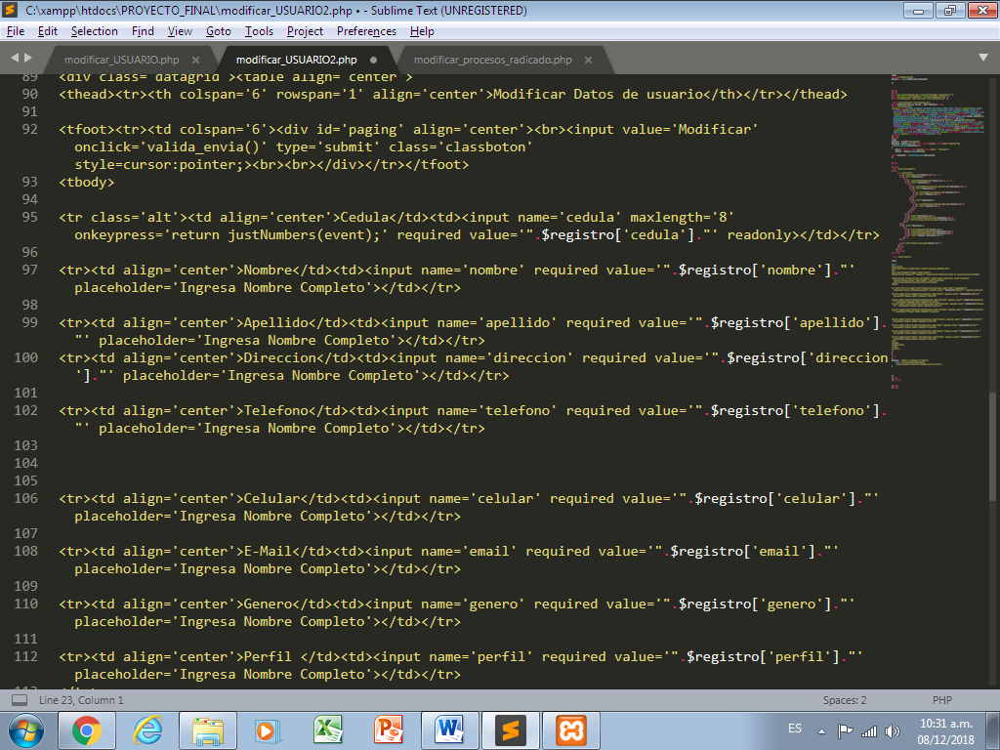 C:\xampp\htdocs\PROYECTO_FINAL\modificar_USUARIO2.php • - Sublime Text (UNREGISTERED)
File Edit Selection Find View Goto Tools Project Preferences Help
modificar_USUARIO.php × modificar_USUARIO2.php modificar_procesos_radicado.php ×
89 <div class='datagrid'><table align='center'>
90 <thead><tr><th colspan='6' rowspan='1' align='center'>Modificar Datos de usuario</th></tr></thead>
91
92 <tfoot><tr><td colspan='6'><div id='paging' align='center'><br><input value='Modificar'
onclick='valida_envia()' type='submit' class='classboton'
style=cursor:pointer;><br><br></div></tr></tfoot>
93 <tbody>
94
95 <tr class='alt'><td align='center'>Cedula</td><td><input name='cedula' maxlength='8'
onkeypress='return justNumbers(event);' required value='".$registro['cedula']."' readonly></td></tr>
96
97 <tr><td align='center'>Nombre</td><td><input name='nombre' required value='".$registro['nombre']."'
placeholder='Ingresa Nombre Completo'></td></tr>
98
99 <tr><td align='center'>Apellido</td><td><input name='apellido' required value='".$registro['apellido'].
"' placeholder='Ingresa Nombre Completo'></td></tr>
100 <tr><td align='center'>Direccion</td><td><input name='direccion' required value='".$registro['direccion
']."' placeholder='Ingresa Nombre Completo'></td></tr>
101
102 <tr><td align='center'>Telefono</td><td><input name='telefono' required value='".$registro['telefono'].
"' placeholder='Ingresa Nombre Completo'></td></tr>
103
104
105
106 <tr><td align='center'>Celular</td><td><input name='celular' required value='".$registro['celular']."'
placeholder='Ingresa Nombre Completo'></td></tr>
107
108 <tr><td align='center'>E-Mail</td><td><input name='email' required value='".$registro['email']."'
placeholder='Ingresa Nombre Completo'></td></tr>
109
110 <tr><td align='center'>Genero</td><td><input name='genero' required value='".$registro['genero']."'
placeholder='Ingresa Nombre Completo'></td></tr>
111
112 <tr><td align='center'>Perfil </td><td><input name='perfil' required value='".$registro['perfil']."'
placeholder='Ingresa Nombre Completo'></td></tr>
113
Line 23, Column 1 Spaces: 2 PHP
ES 10:31 a.m.
08/12/2018